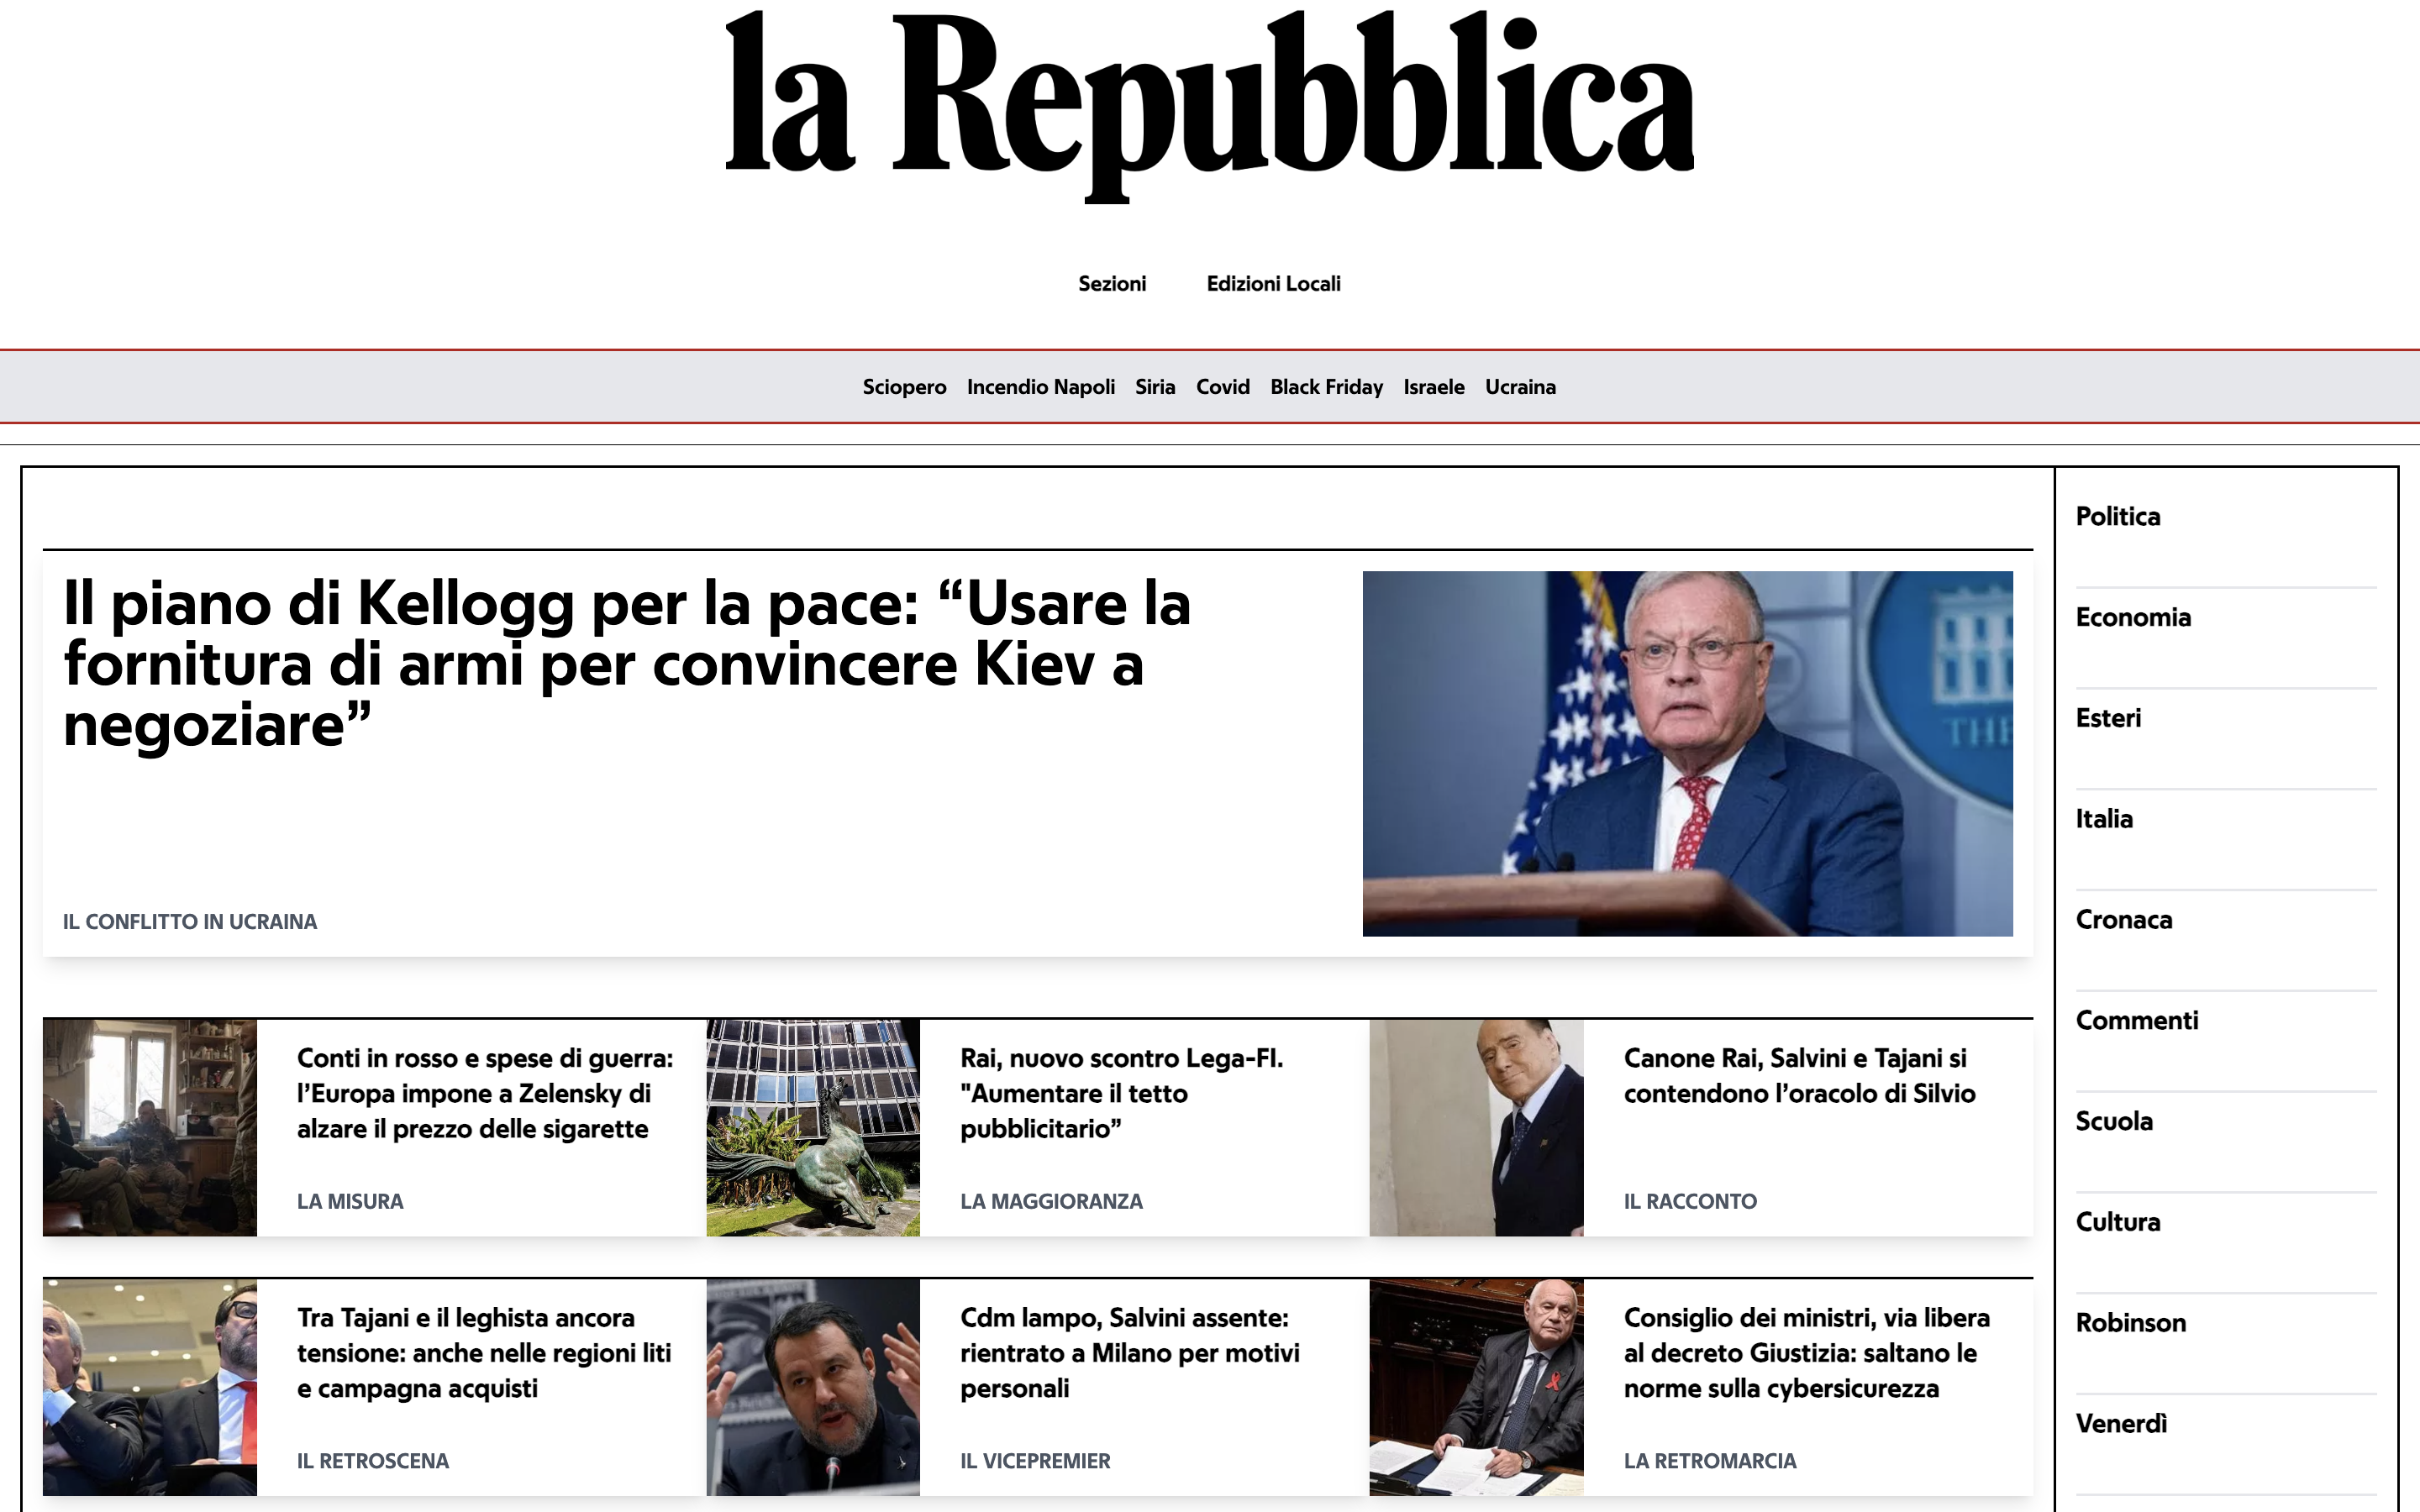 la Repubblica
Sezioni Edizioni Locali
Sciopero Incendio Napoli Siria Covid Black Friday Israele Ucraina
Il piano di Kellogg per la pace: “Usare la
fornitura di armi per convincere Kiev a
negoziare”
IL CONFLITTO IN UCRAINA
THE
Conti in rosso e spese di guerra:
l’Europa impone a Zelensky di
alzare il prezzo delle sigarette
LA MISURA
Rai, nuovo scontro Lega-FI.
"Aumentare il tetto
pubblicitario”
LA MAGGIORANZA
Canone Rai, Salvini e Tajani si
contendono l’oracolo di Silvio
IL RACCONTO
Tra Tajani e il leghista ancora
tensione: anche nelle regioni liti
e campagna acquisti
IL RETROSCENA
Cdm lampo, Salvini assente:
rientrato a Milano per motivi
personali
IL VICEPREMIER
Consiglio dei ministri, via libera
al decreto Giustizia: saltano le
norme sulla cybersicurezza
LA RETROMARCIA
Politica
Economia
Esteri
Italia
Cronaca
Commenti
Scuola
Cultura
Robinson
Venerdì